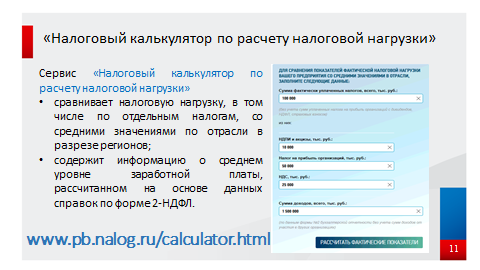 «Налоговый калькулятор по расчету налоговой нагрузки»
Сервис «Налоговый калькулятор по
расчету налоговой нагрузки»
• сравнивает налоговую нагрузку, в том
числе по отдельным налогам, со
средними значениями по отрасли в
разрезе регионов;
• содержит информацию о среднем
уровне заработной платы,
рассчитанном на основе данных
справок по форме 2-НДФЛ.
www.pb.nalog.ru/calculator.html
ДЛЯ СРАВНЕНИЯ ПОКАЗАТЕЛЕЙ ФАКТИЧЕСКОЙ НАЛОГОВОЙ НАГРУЗКИ
ВАШЕГО ПРЕДПРИЯТИЯ СО СРЕДНИМИ ЗНАЧЕНИЯМИ В ОТРАСЛИ,
ЗАПОЛНИТЕ СЛЕДУЮЩИЕ ДАННЫЕ:
Сумма фактически уплаченных налогов, всего, тыс. руб.:
100 000
из них:
НДПИ и акцизы, тыс. руб.:
10 000
Налог на прибыль организаций, тыс. руб.:
50 000
НДС, тыс. руб.:
25 000
Сумма доходов, всего, тыс. руб.:
1 500 000
РАССЧИТАТЬ ФАКТИЧЕСКИЕ ПОКАЗАТЕЛИ
11